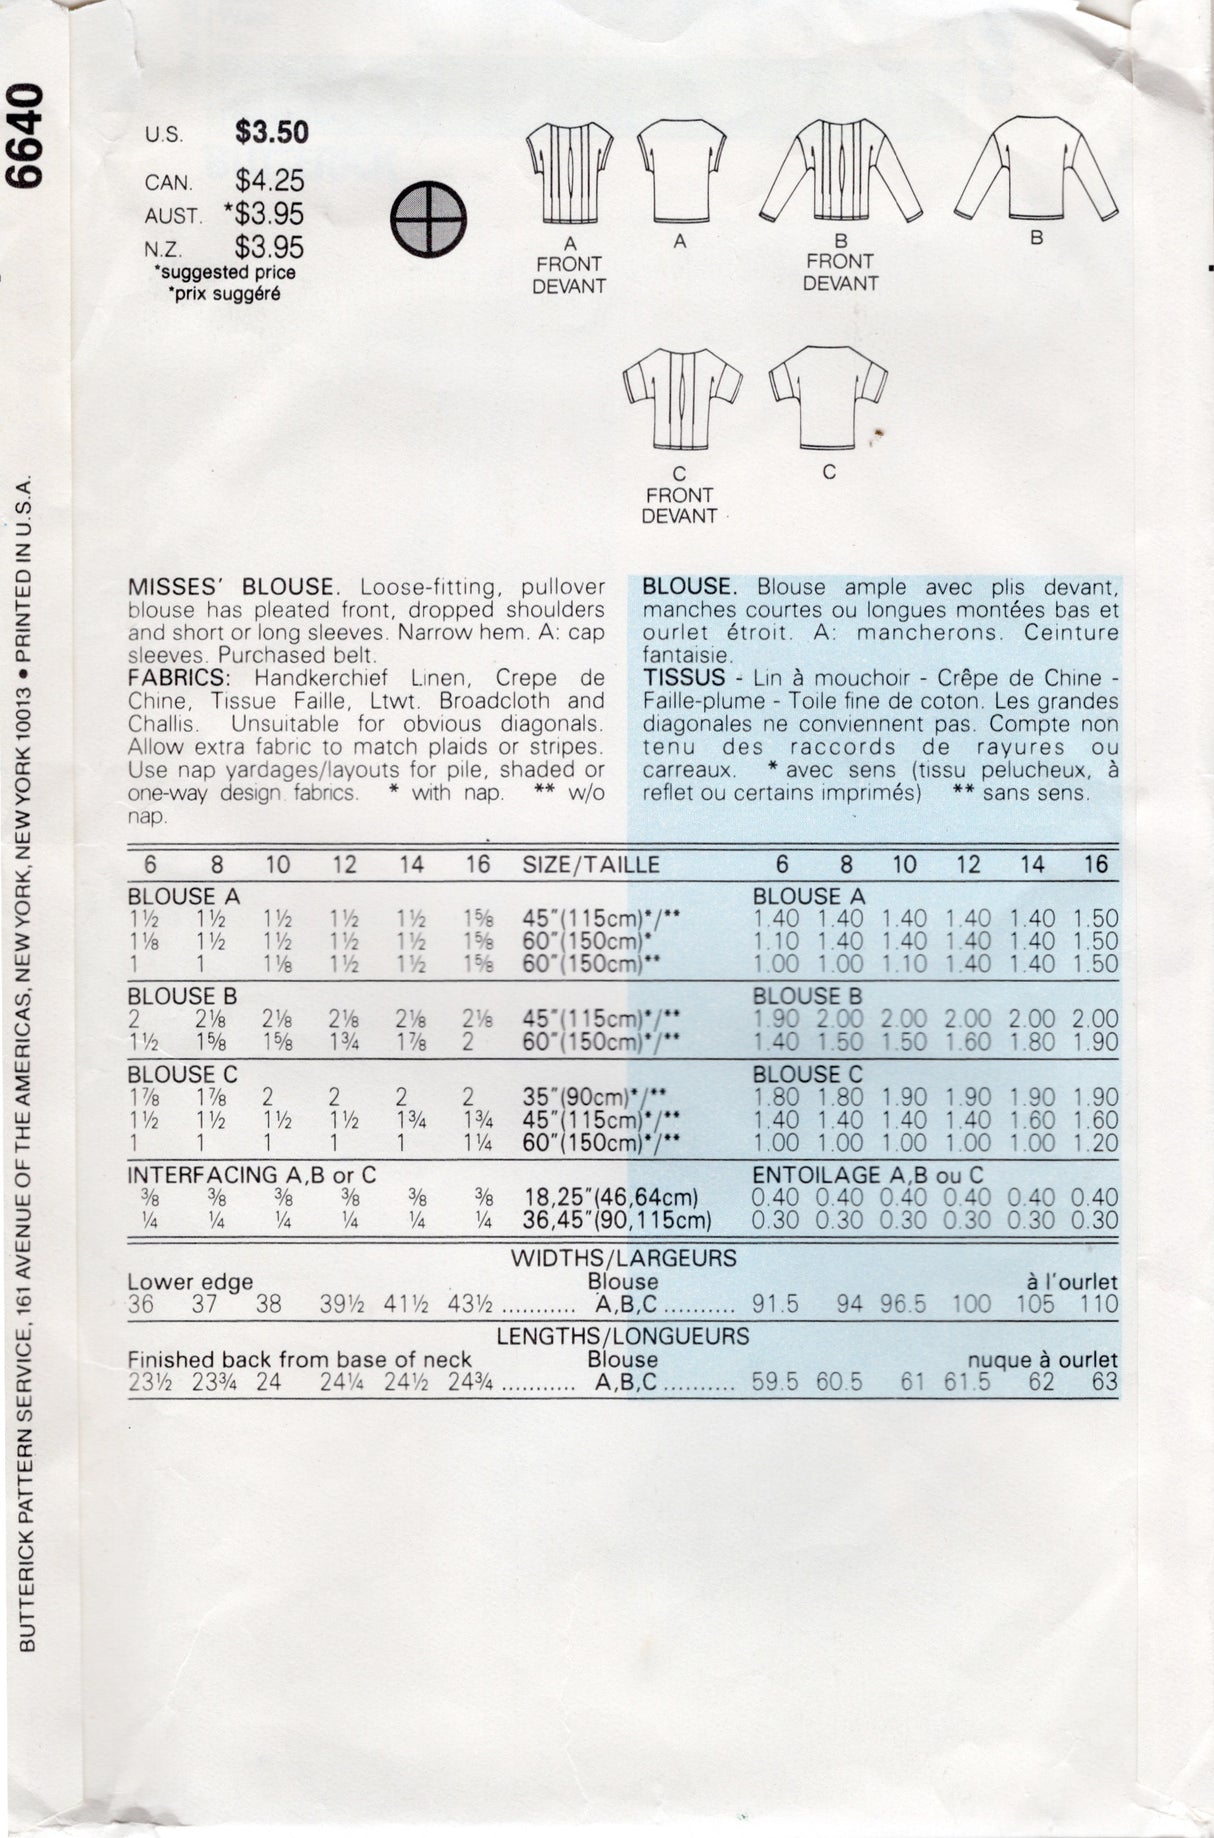 6640
BUTTERICK PATTERN SERVICE, 161 AVENUE OF THE AMERICAS, NEW YORK, NEW YORK 10013 • PRINTED IN U.S.A.
U.S. $3.50
CAN. $4.25
AUST. *$3.95
N.Z. $3.95
*suggested price
*prix suggéré
A
FRONT
DEVANT
A
B
FRONT
DEVANT
B
C
FRONT
DEVANT
C
MISSES' BLOUSE. Loose-fitting, pullover
blouse has pleated front, dropped shoulders
and short or long sleeves. Narrow hem. A: cap
sleeves. Purchased belt.
FABRICS: Handkerchief Linen, Crepe de
Chine, Tissue Faille, Ltwt. Broadcloth and
Challis. Unsuitable for obvious diagonals.
Allow extra fabric to match plaids or stripes.
Use nap yardages/layouts for pile, shaded or
one-way design fabrics. * with nap. ** w/o
nap.
BLOUSE. Blouse ample avec plis devant,
manches courtes ou longues montées bas et
ourlet étroit. A: mancherons. Ceinture
fantaisie.
TISSUS - Lin à mouchoir - Crêpe de Chine -
Faille-plume - Toile fine de coton. Les grandes
diagonales ne conviennent pas. Compte non
tenu des raccords de rayures ou
carreaux. * avec sens (tissu pelucheux, à
reflet ou certains imprimés) ** sans sens.
6 8 10 12 14 16 SIZE/TAILLE 6 8 10 12 14 16
BLOUSE A BLOUSE A
1½ 1½ 1½ 1½ 1½ 1⅝ 45"(115cm)*/** 1.40 1.40 1.40 1.40 1.40 1.50
1⅛ 1½ 1½ 1½ 1½ 1⅝ 60"(150cm)* 1.10 1.40 1.40 1.40 1.40 1.50
1 1 1⅛ 1½ 1½ 1⅝ 60"(150cm)** 1.00 1.00 1.10 1.40 1.40 1.50
BLOUSE B BLOUSE B
2 2⅛ 2⅛ 2⅛ 2⅛ 2⅛ 45"(115cm)*/** 1.90 2.00 2.00 2.00 2.00 2.00
1½ 1⅝ 1⅝ 1¾ 1⅞ 2 60"(150cm)*/** 1.40 1.50 1.50 1.60 1.80 1.90
BLOUSE C BLOUSE C
1⅞ 1⅞ 2 2 2 2 35"(90cm)*/** 1.80 1.80 1.90 1.90 1.90 1.90
1½ 1½ 1½ 1½ 1¾ 1¾ 45"(115cm)*/** 1.40 1.40 1.40 1.40 1.60 1.60
1 1 1 1 1 1¼ 60"(150cm)*/** 1.00 1.00 1.00 1.00 1.00 1.20
INTERFACING A,B or C ENTOILAGE A,B ou C
⅜ ⅜ ⅜ ⅜ ⅜ ⅜ 18,25"(46,64cm) 0.40 0.40 0.40 0.40 0.40 0.40
¼ ¼ ¼ ¼ ¼ ¼ 36,45"(90,115cm) 0.30 0.30 0.30 0.30 0.30 0.30
WIDTHS/LARGEURS
Lower edge Blouse à l'ourlet
36 37 38 39½ 41½ 43½ ........... A,B,C .......... 91.5 94 96.5 100 105 110
LENGTHS/LONGUEURS
Finished back from base of neck Blouse nuque à ourlet
23½ 23¾ 24 24¼ 24½ 24¾ ........... A,B,C .......... 59.5 60.5 61 61.5 62 63